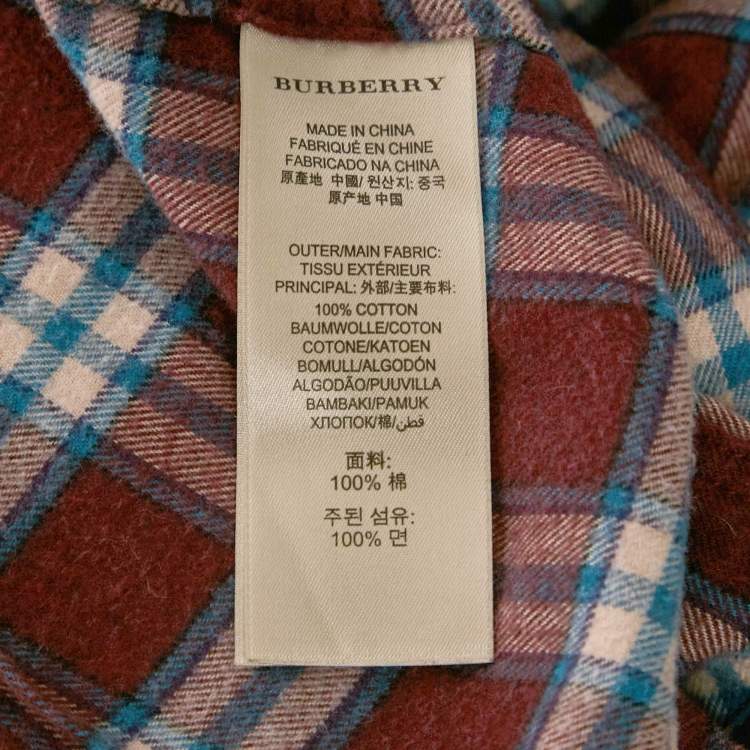 BURBERRY
MADE IN CHINA
FABRIQUÉ EN CHINE
FABRICADO NA CHINA
原產地 中國/ 원산지: 중국
原产地 中国
OUTER/MAIN FABRIC:
TISSU EXTÉRIEUR
PRINCIPAL: 外部/主要布料:
100% COTTON
BAUMWOLLE/COTON
COTONE/KATOEN
BOMULL/ALGODÓN
ALGODÃO/PUUVILLA
BAMBAKI/PAMUK
ХЛОПОК/棉/قطن
面料:
100% 棉
주된 섬유:
100% 면